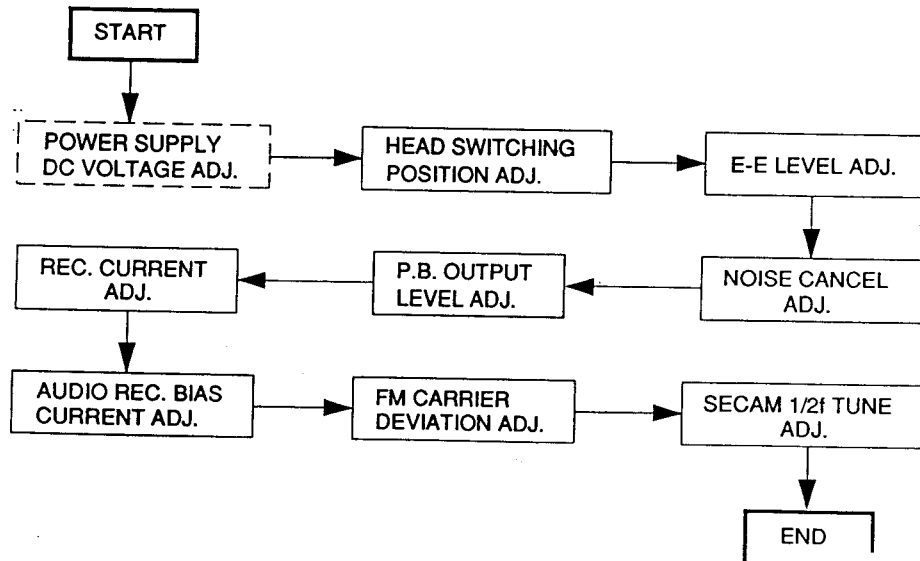 START
POWER SUPPLY
DC VOLTAGE ADJ.
HEAD SWITCHING
POSITION ADJ.
E-E LEVEL ADJ.
NOISE CANCEL
ADJ.
P.B. OUTPUT
LEVEL ADJ.
REC. CURRENT
ADJ.
AUDIO REC. BIAS
CURRENT ADJ.
FM CARRIER
DEVIATION ADJ.
SECAM 1/2f TUNE
ADJ.
END